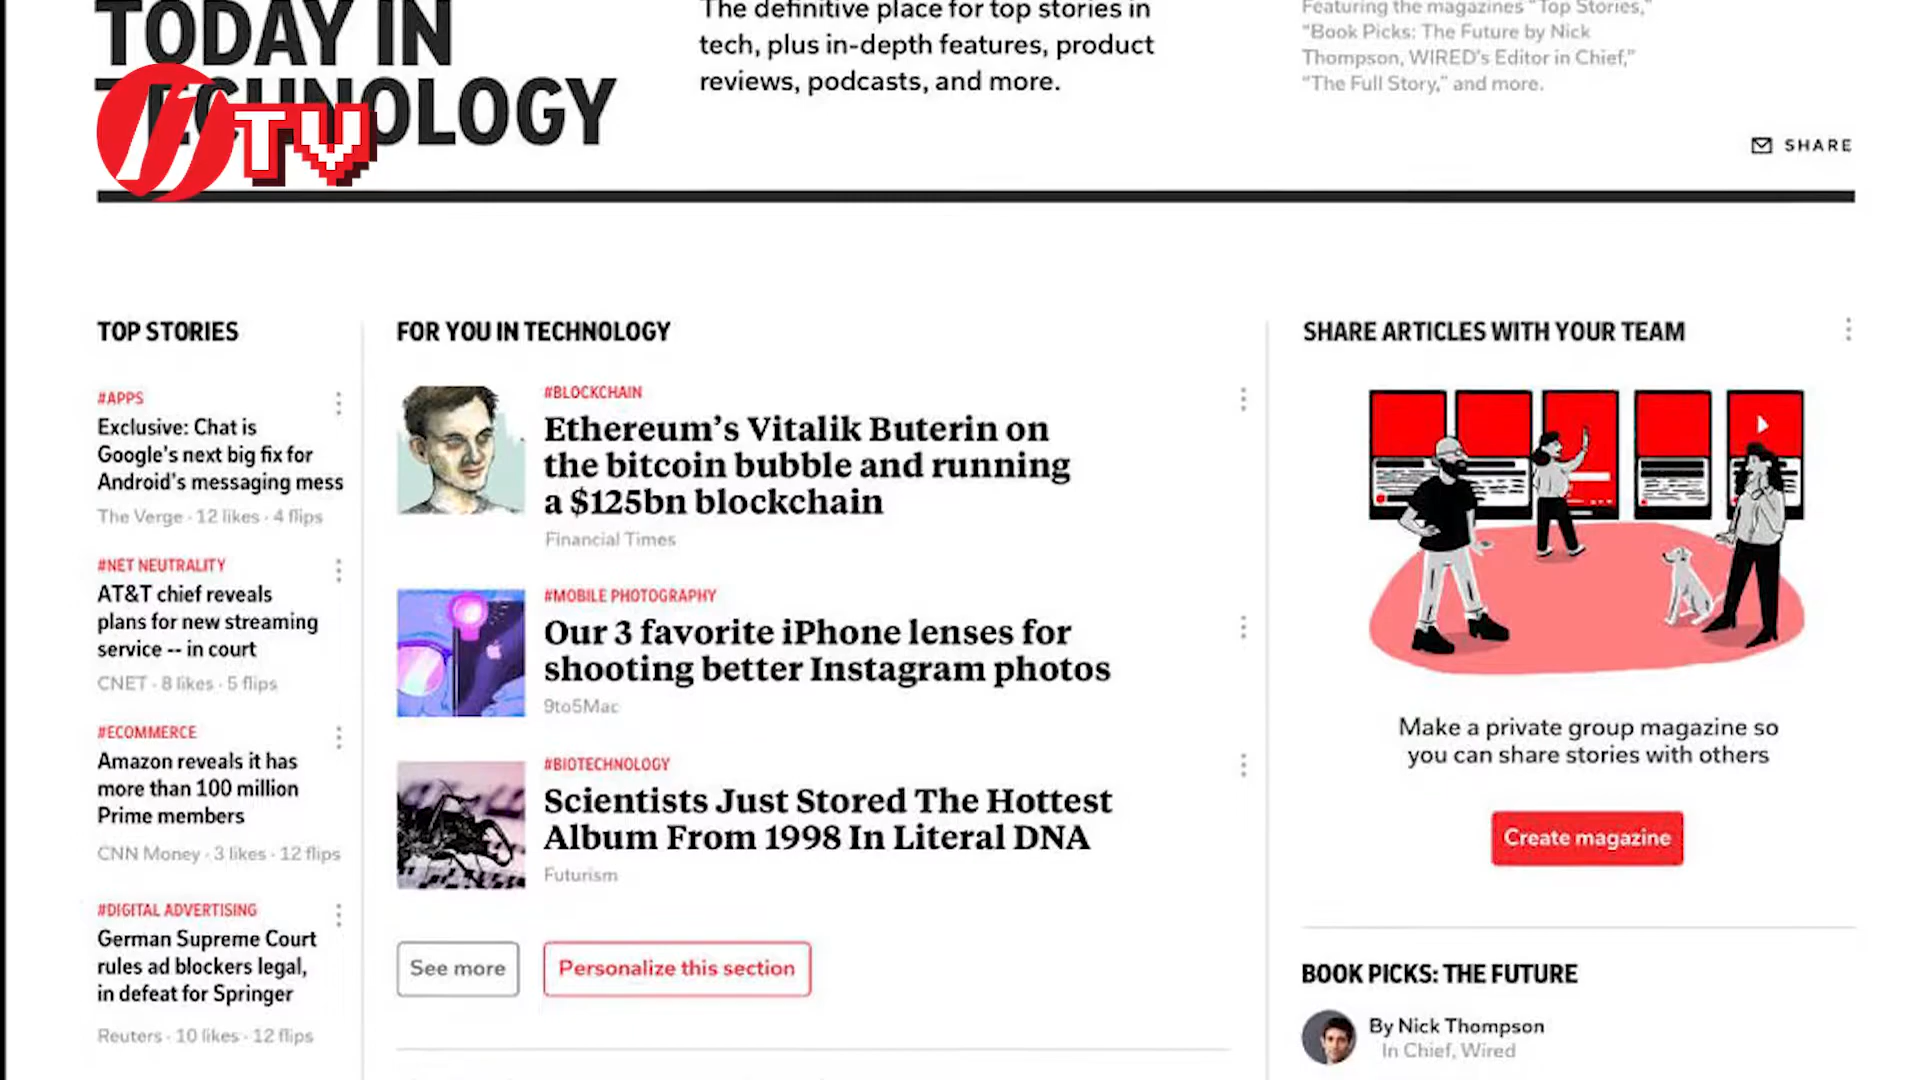 TODAY IN
TECHNOLOGY
TV
The definitive place for top stories in
tech, plus in-depth features, product
reviews, podcasts, and more.
Featuring the magazines “Top Stories,”
“Book Picks: The Future by Nick
Thompson, WIRED’s Editor in Chief,”
“The Full Story,” and more.
SHARE
TOP STORIES
#APPS
Exclusive: Chat is
Google’s next big fix for
Android’s messaging mess
The Verge · 12 likes · 4 flips
#NET NEUTRALITY
AT&T chief reveals
plans for new streaming
service -- in court
CNET · 8 likes · 5 flips
#ECOMMERCE
Amazon reveals it has
more than 100 million
Prime members
CNN Money · 3 likes · 12 flips
#DIGITAL ADVERTISING
German Supreme Court
rules ad blockers legal,
in defeat for Springer
Reuters · 10 likes · 12 flips
FOR YOU IN TECHNOLOGY
#BLOCKCHAIN
Ethereum’s Vitalik Buterin on
the bitcoin bubble and running
a $125bn blockchain
Financial Times
#MOBILE PHOTOGRAPHY
Our 3 favorite iPhone lenses for
shooting better Instagram photos
9to5Mac
#BIOTECHNOLOGY
Scientists Just Stored The Hottest
Album From 1998 In Literal DNA
Futurism
See more
Personalize this section
SHARE ARTICLES WITH YOUR TEAM
Make a private group magazine so
you can share stories with others
Create magazine
BOOK PICKS: THE FUTURE
By Nick Thompson
In Chief, Wired